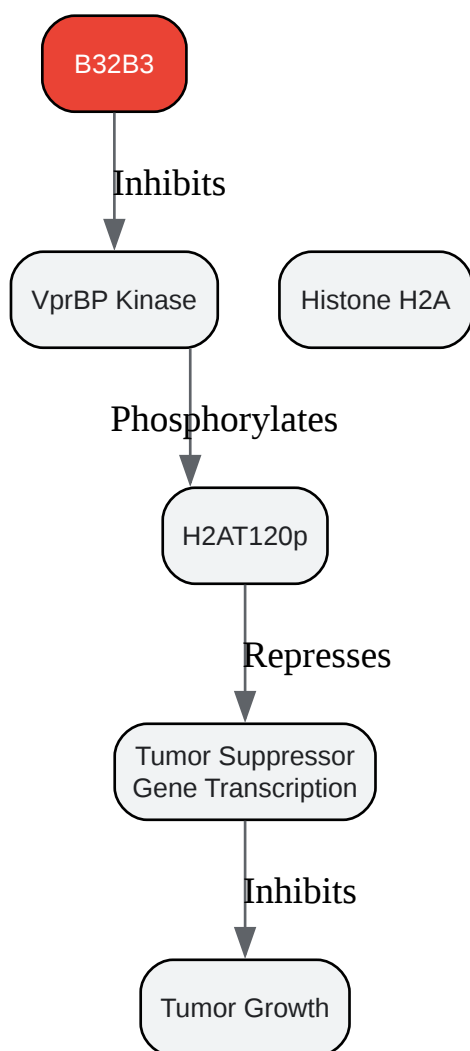 B32B3
Inhibits
VprBP Kinase
Histone H2A
Phosphorylates
H2AT120p
Represses
Tumor Suppressor
Gene Transcription
Inhibits
Tumor Growth